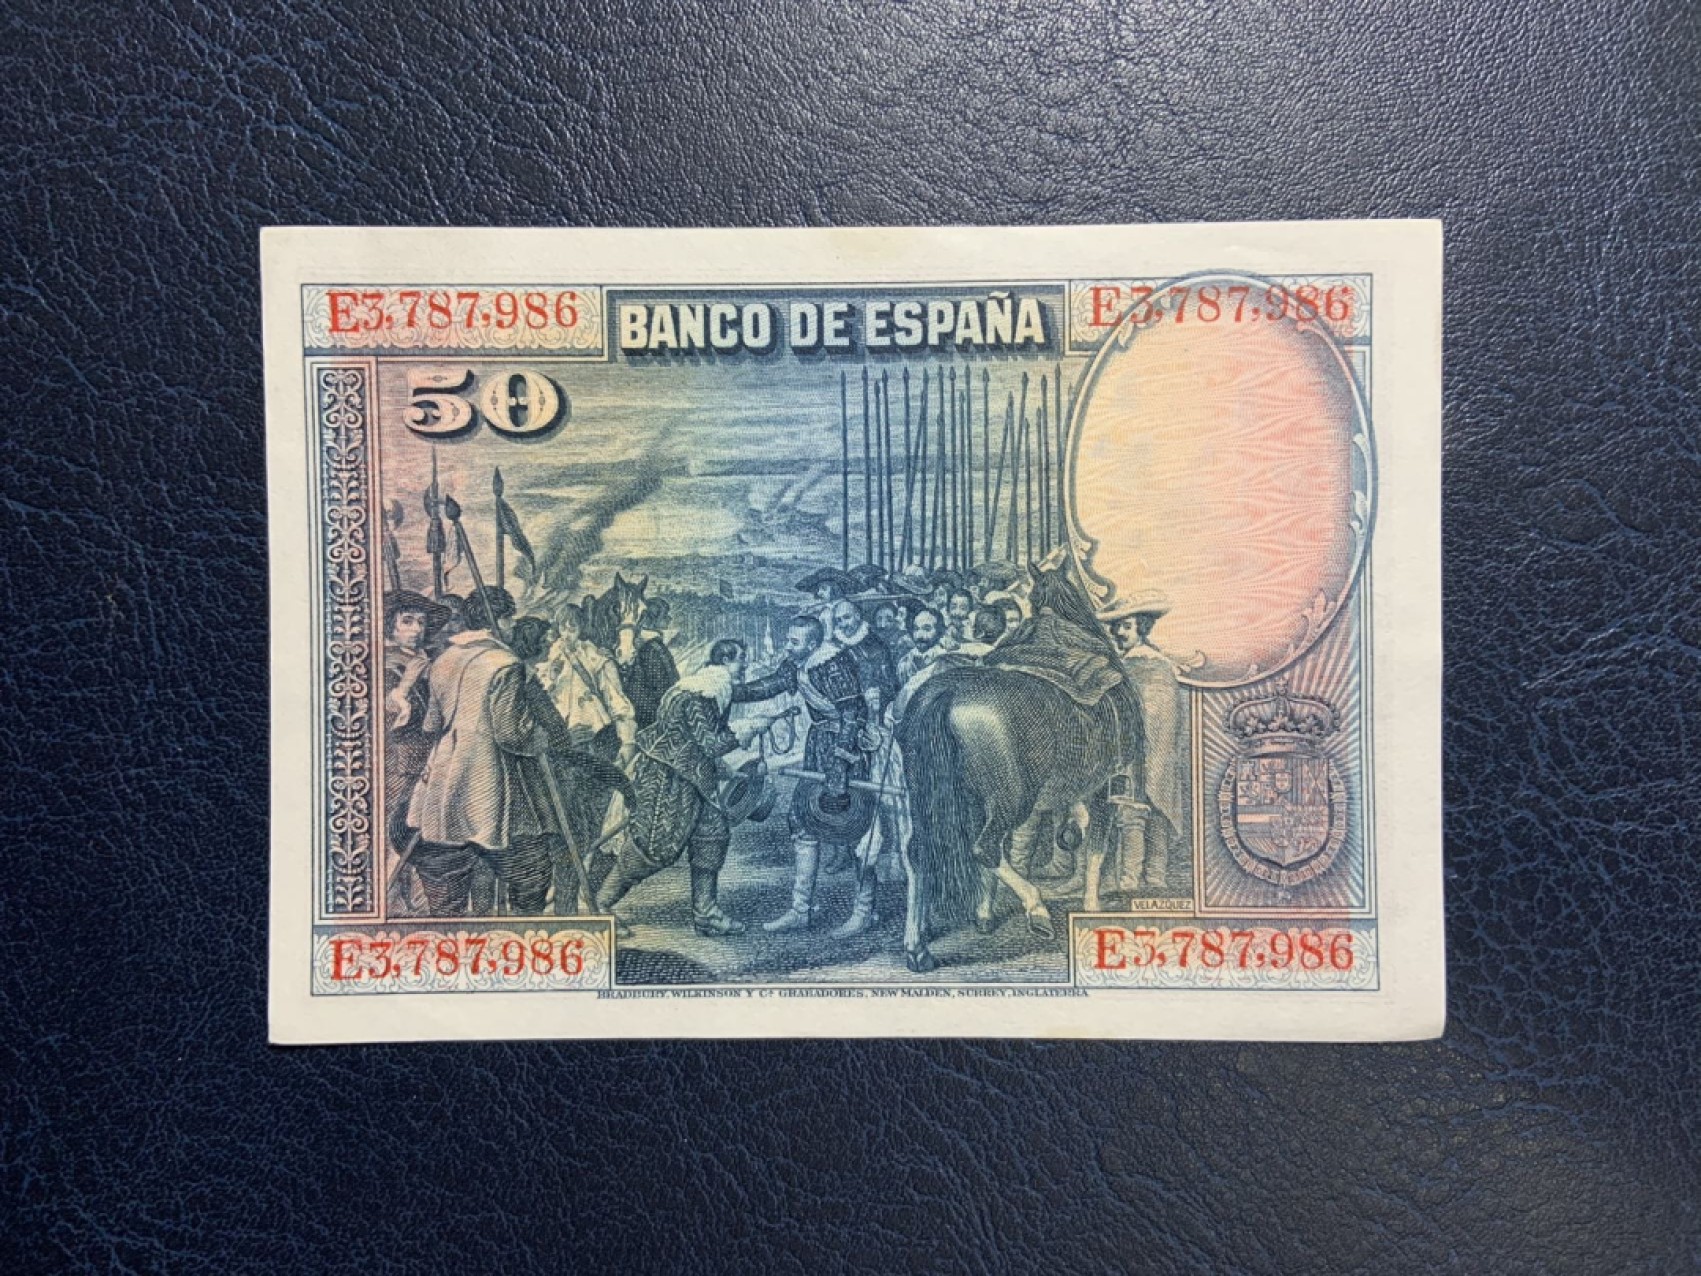 E3,787,986 BANCO DE ESPAÑA E3,787,986
50
VELAZQUEZ
E3,787,986 E3,787,986
BRADBURY, WILKINSON Y Cª GRABADORES, NEW MALDEN, SURREY, INGLATERRA